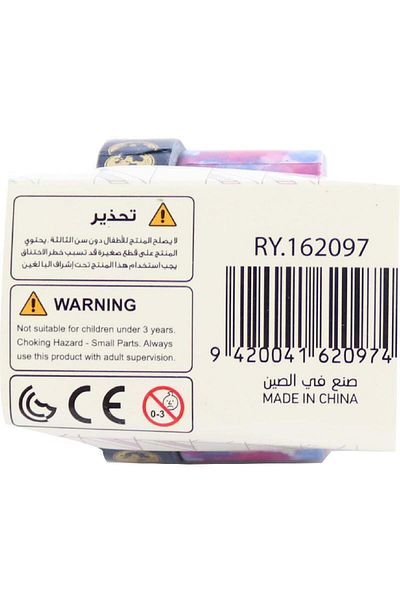 تحذير
لا يصلح المنتج للأطفال دون سن الثالثة . يحتوي
المنتج على قطع صغيرة قد تسبب خطر الاختناق
يجب استخدام هذا المنتج تحت إشراف البالغين
WARNING
Not suitable for children under 3 years.
Choking Hazard - Small Parts. Always
use this product with adult supervision.
CE
0-3
RY.162097
9 420041 620974
صنع في الصين
MADE IN CHINA